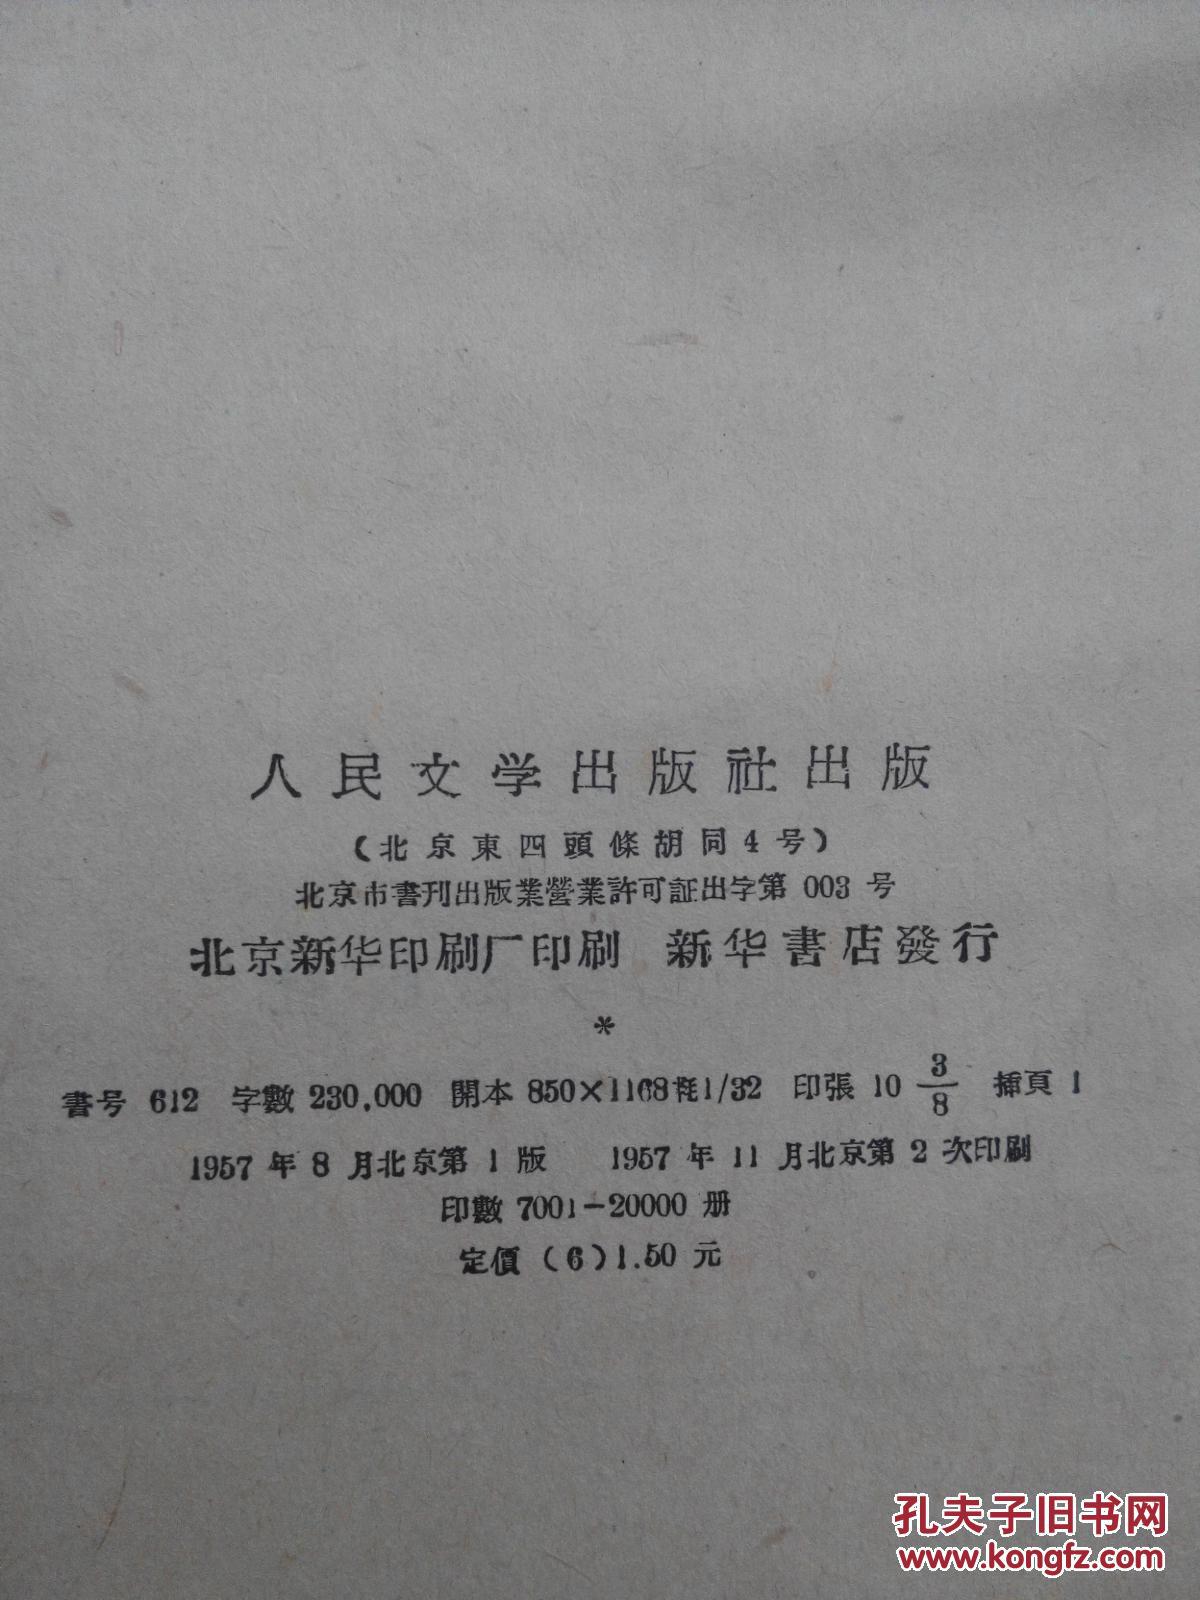 人民文学出版社出版
（北京東四頭條胡同4号）
北京市書刊出版業營業許可証出字第003号
北京新华印刷厂印刷 新华書店發行
*
書号 612 字數 230,000 開本 850×1168耗1/32 印張 10 3/8 插頁 1
1957年8月北京第1版 1957年11月北京第2次印刷
印數 7001-20000 册
定價（6）1.50 元
孔夫子旧书网
www.kongfz.com